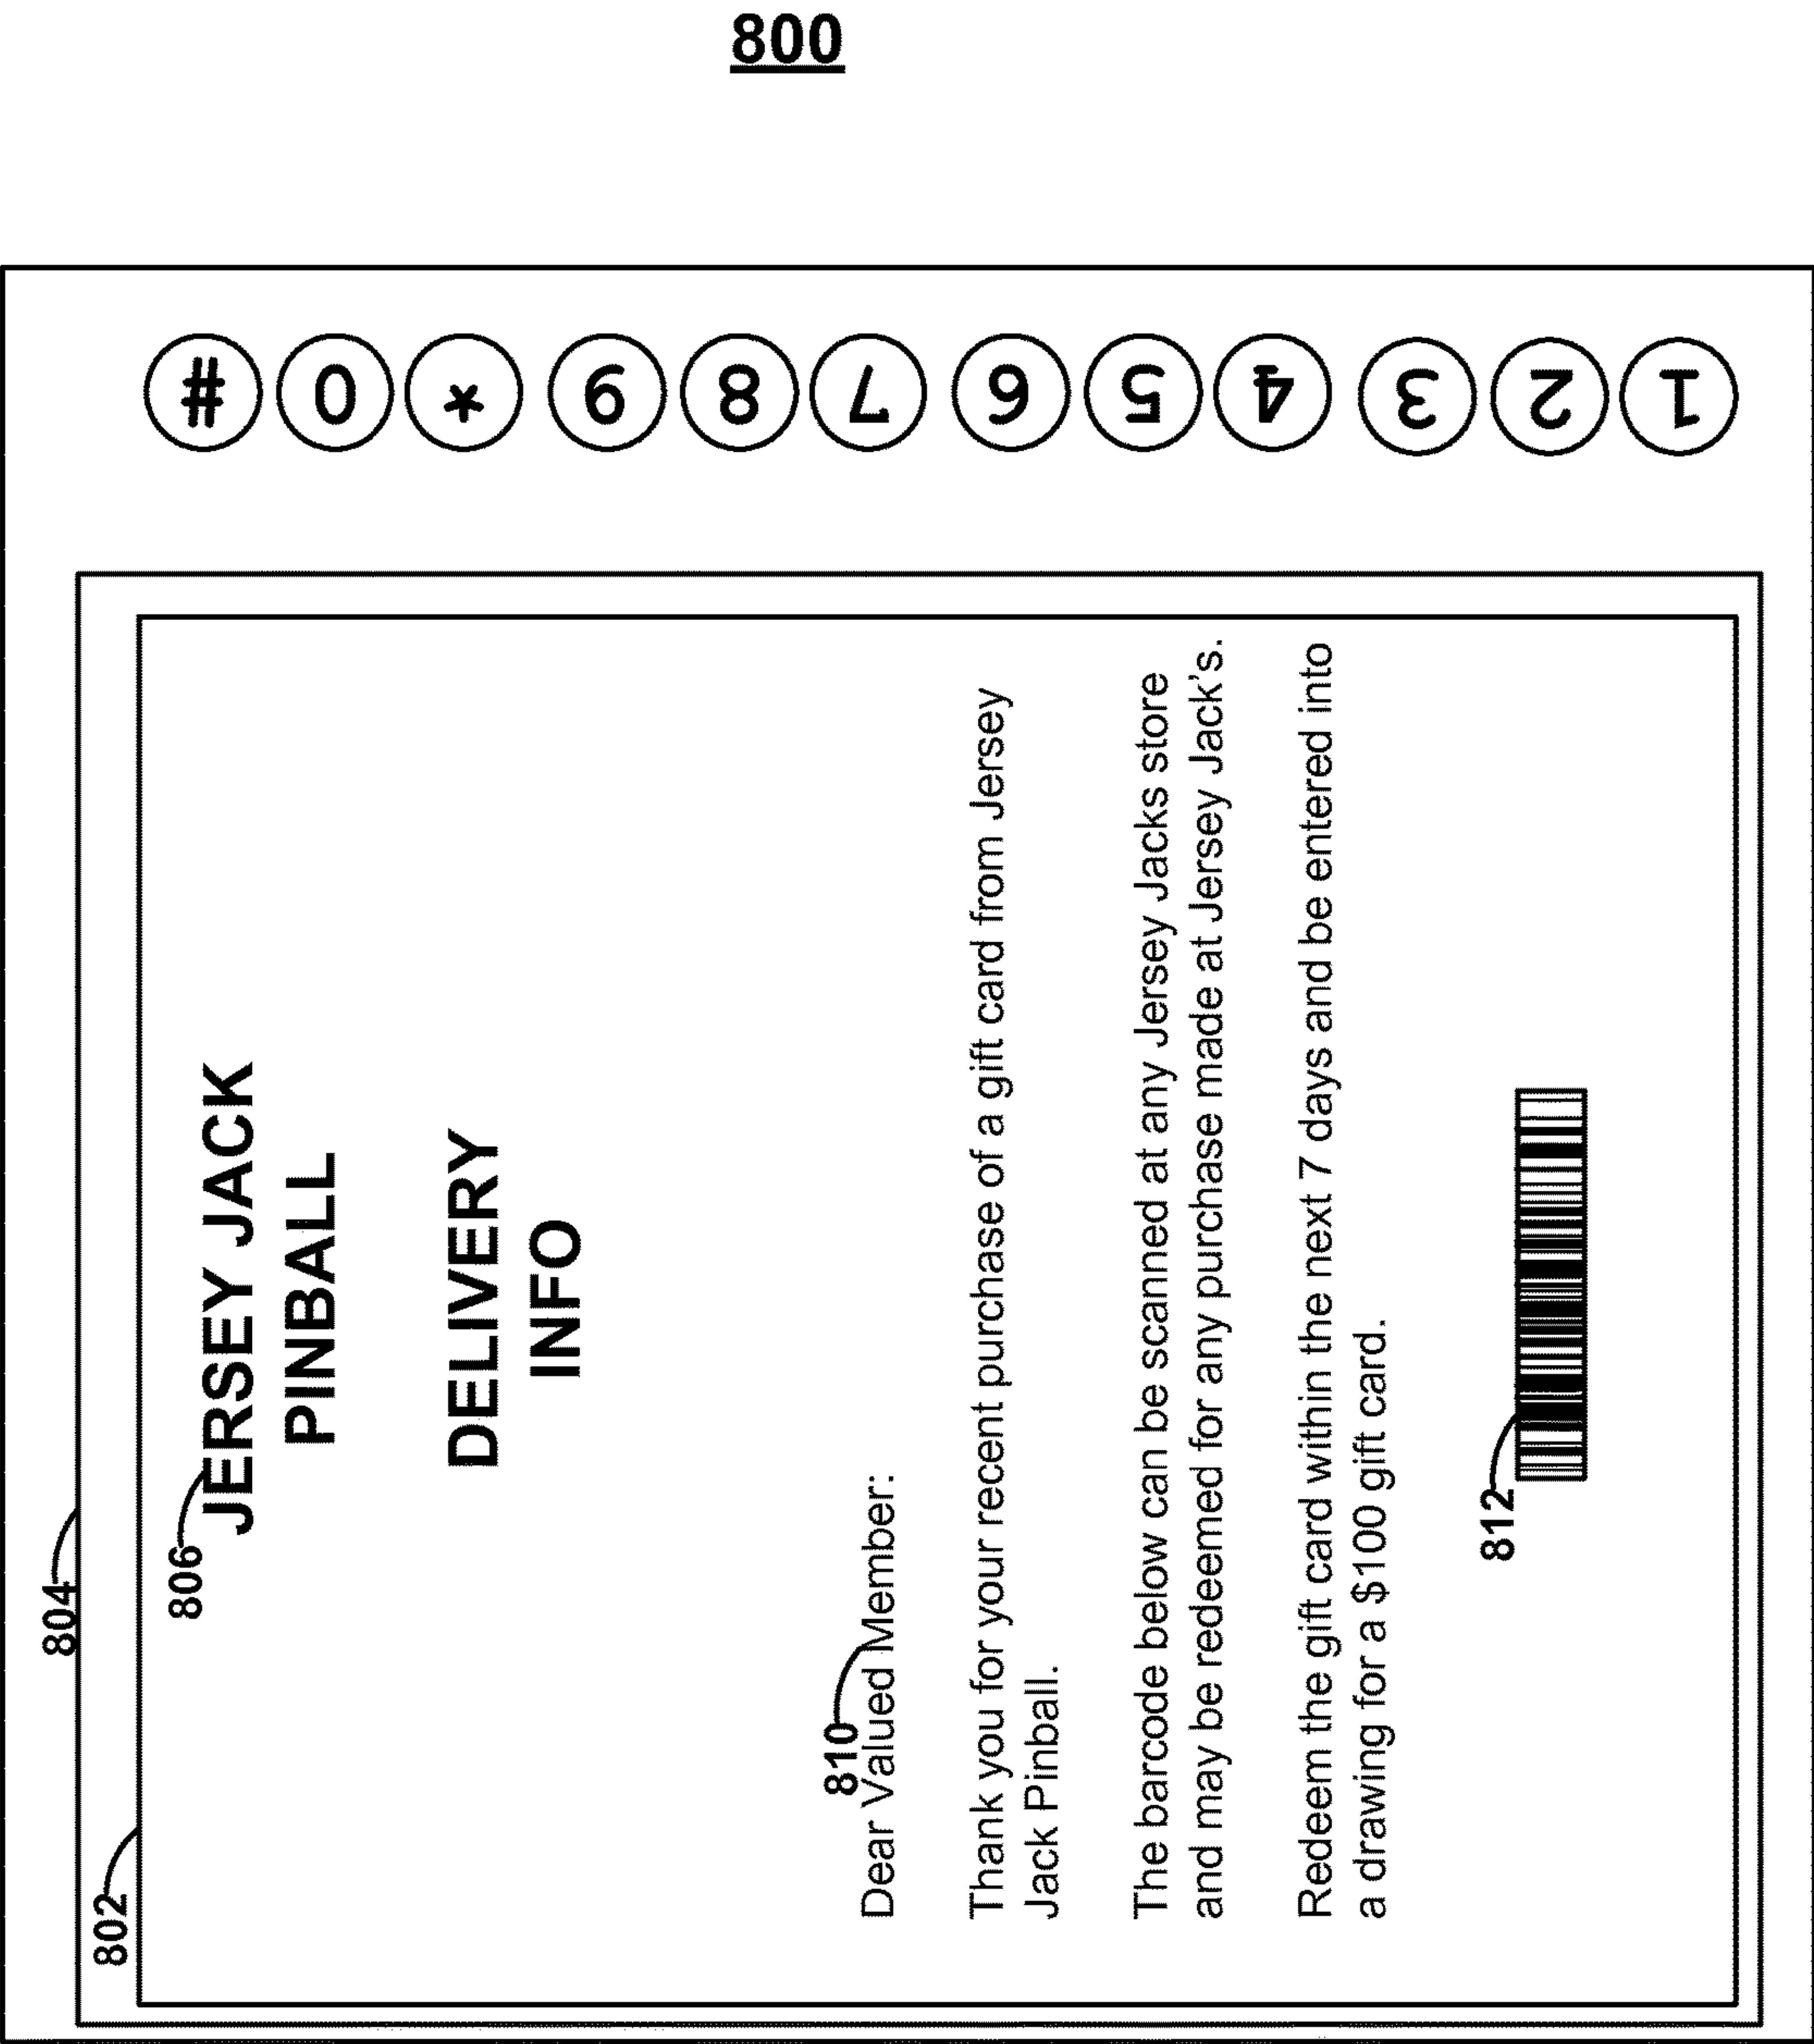 800
804
802
806
JERSEY JACK
PINBALL
DELIVERY
INFO
810
Dear Valued Member:
Thank you for your recent purchase of a gift card from Jersey
Jack Pinball.
The barcode below can be scanned at any Jersey Jacks store
and may be redeemed for any purchase made at Jersey Jack's.
Redeem the gift card within the next 7 days and be entered into
a drawing for a $100 gift card.
812
#
0
*
9
8
7
6
5
4
3
2
1